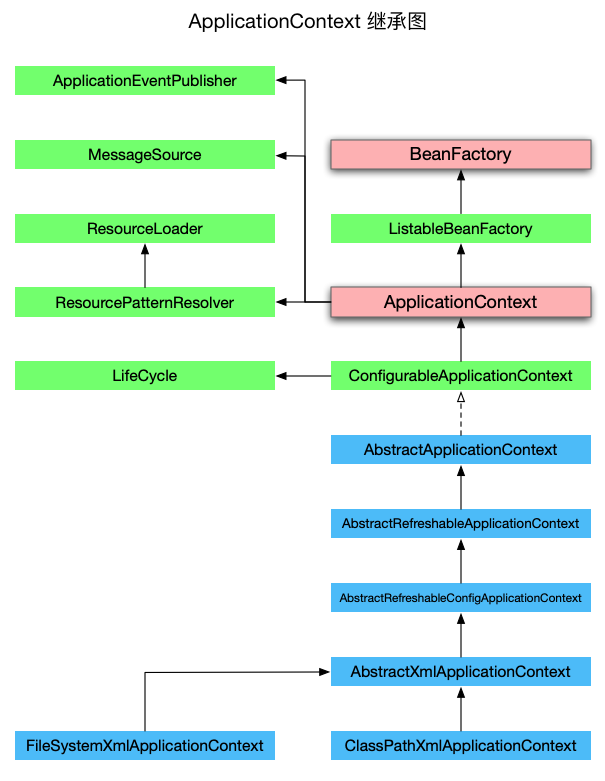 ApplicationContext 继承图
ApplicationEventPublisher
MessageSource
BeanFactory
ResourceLoader
ListableBeanFactory
ResourcePatternResolver
ApplicationContext
LifeCycle
ConfigurableApplicationContext
AbstractApplicationContext
AbstractRefreshableApplicationContext
AbstractRefreshableConfigApplicationContext
AbstractXmlApplicationContext
FileSystemXmlApplicationContext
ClassPathXmlApplicationContext